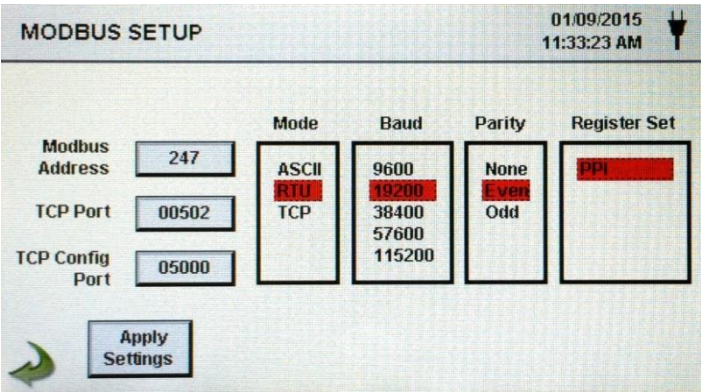 MODBUS SETUP
01/09/2015
11:33:23 AM
Mode
Baud
Parity
Register Set
Modbus
Address
247
TCP Port
00502
TCP Config
Port
05000
ASCII
RTU
TCP
9600
19200
38400
57600
115200
None
Even
Odd
PPI
Apply
Settings